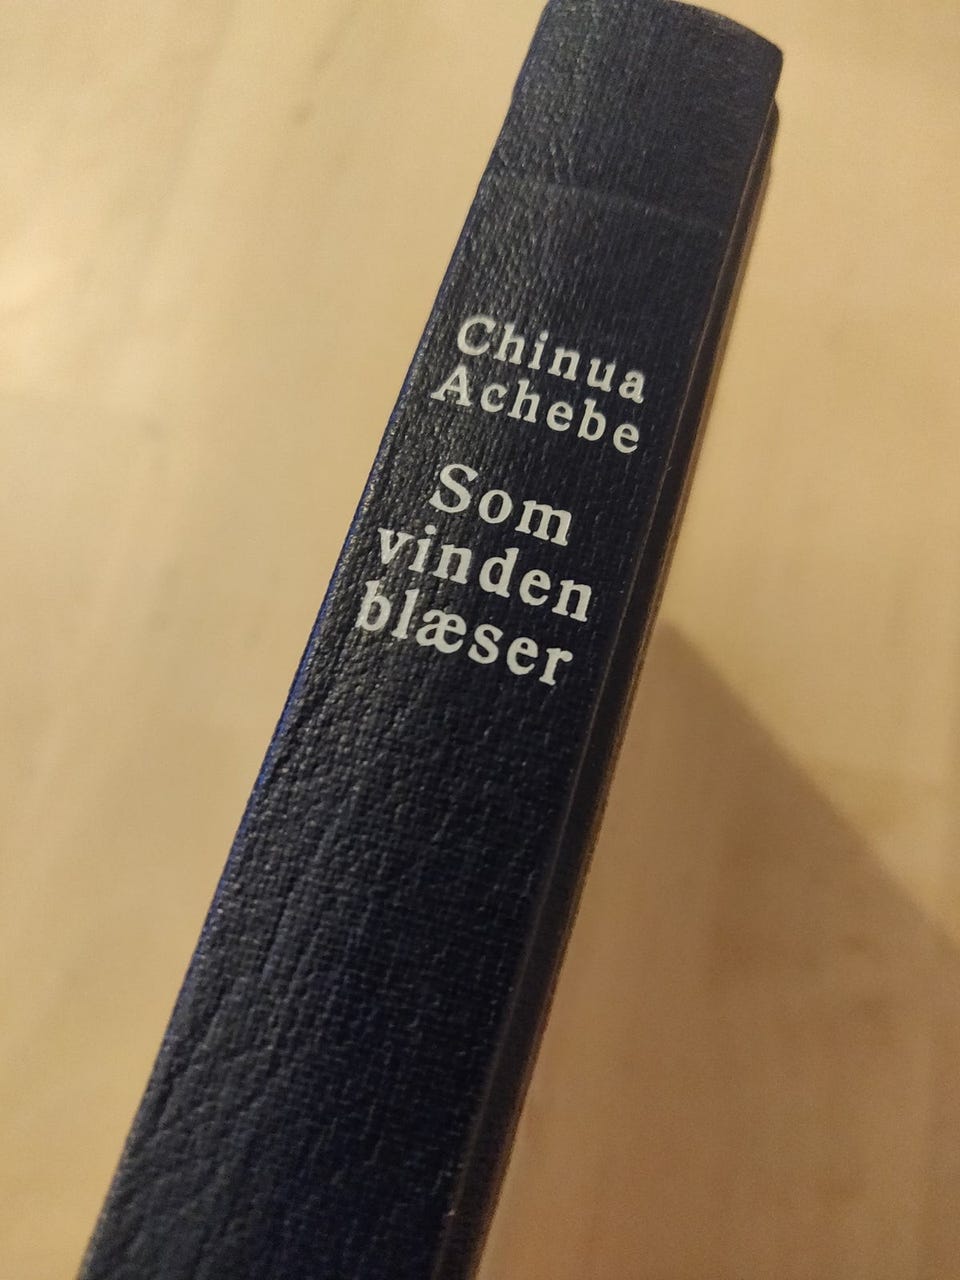 Chinua
Achebe
Som
vinden
blæser